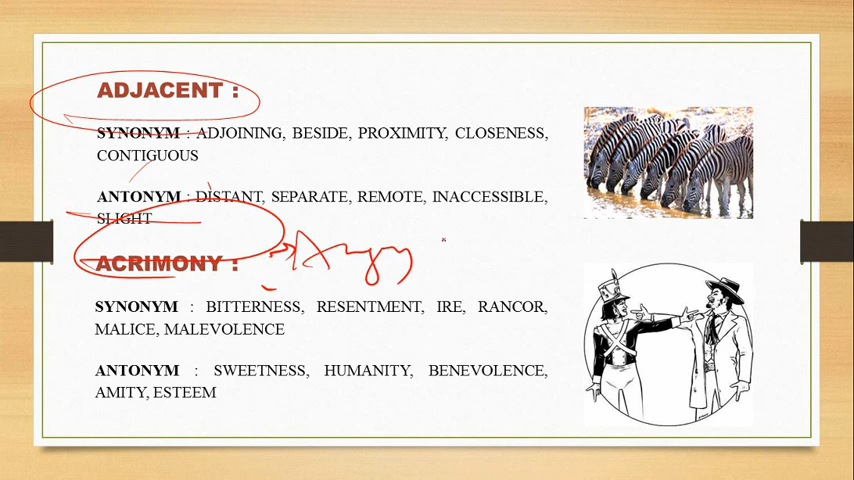 ADJACENT :
SYNONYM : ADJOINING, BESIDE, PROXIMITY, CLOSENESS,
CONTIGUOUS
ANTONYM : DISTANT, SEPARATE, REMOTE, INACCESSIBLE,
SLIGHT
ACRIMONY :
Angry
SYNONYM : BITTERNESS, RESENTMENT, IRE, RANCOR,
MALICE, MALEVOLENCE
ANTONYM : SWEETNESS, HUMANITY, BENEVOLENCE,
AMITY, ESTEEM